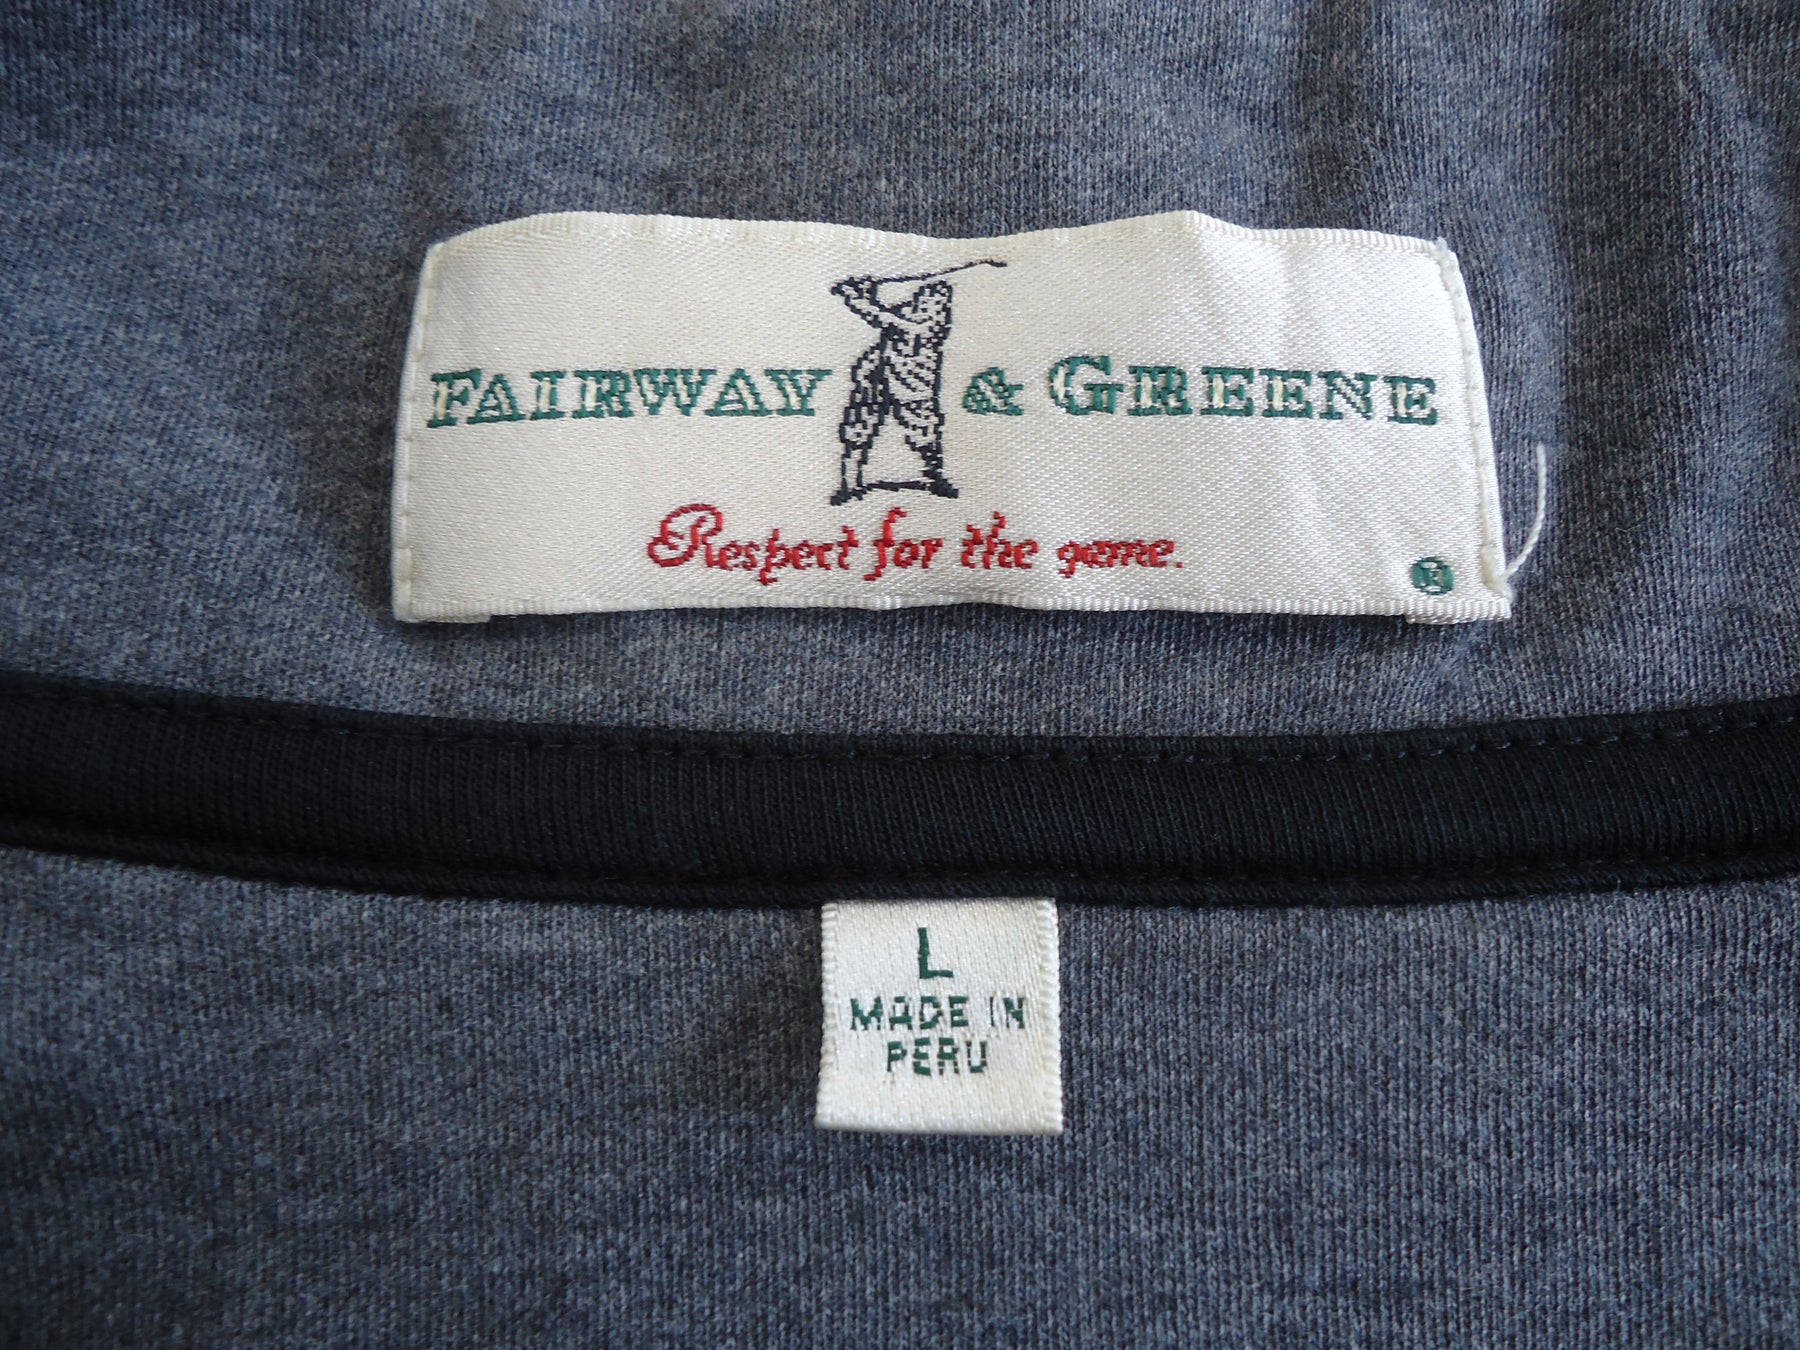 FAIRWAY & GREENE
Respect for the game.
®
L
MADE IN
PERU